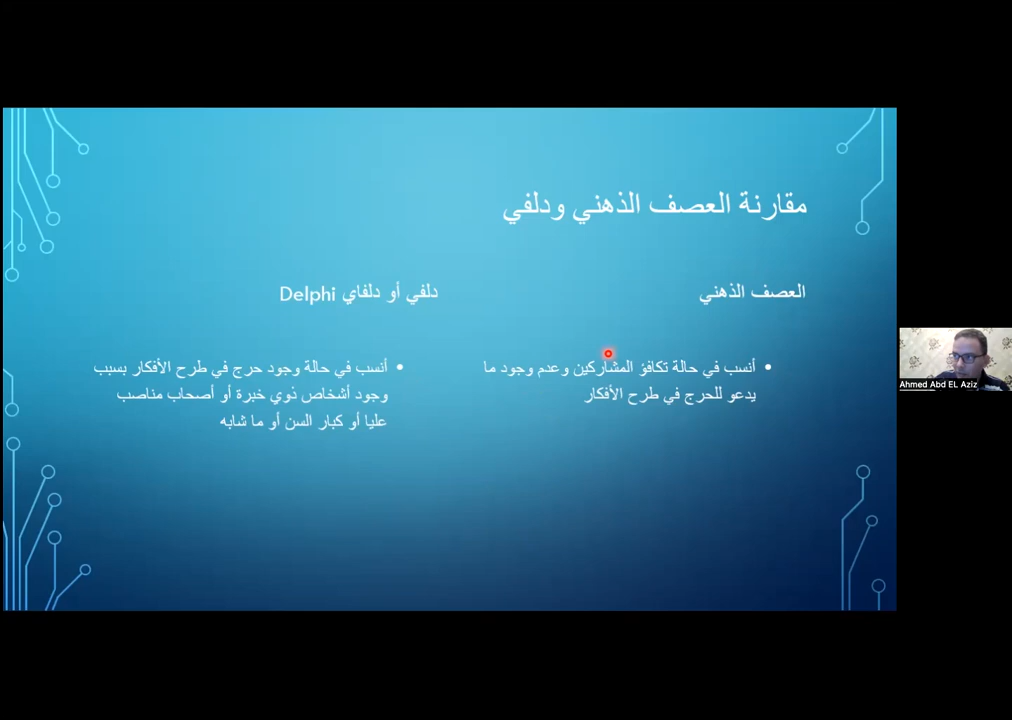 مقارنة العصف الذهني ودلفي
العصف الذهني
أنسب في حالة تكافؤ المشاركين وعدم وجود ما
يدعو للحرج في طرح الأفكار
دلفي أو دلفاي Delphi
أنسب في حالة وجود حرج في طرح الأفكار بسبب
وجود أشخاص ذوي خبرة أو أصحاب مناصب
عليا أو كبار السن أو ما شابه
Ahmed Abd EL Aziz